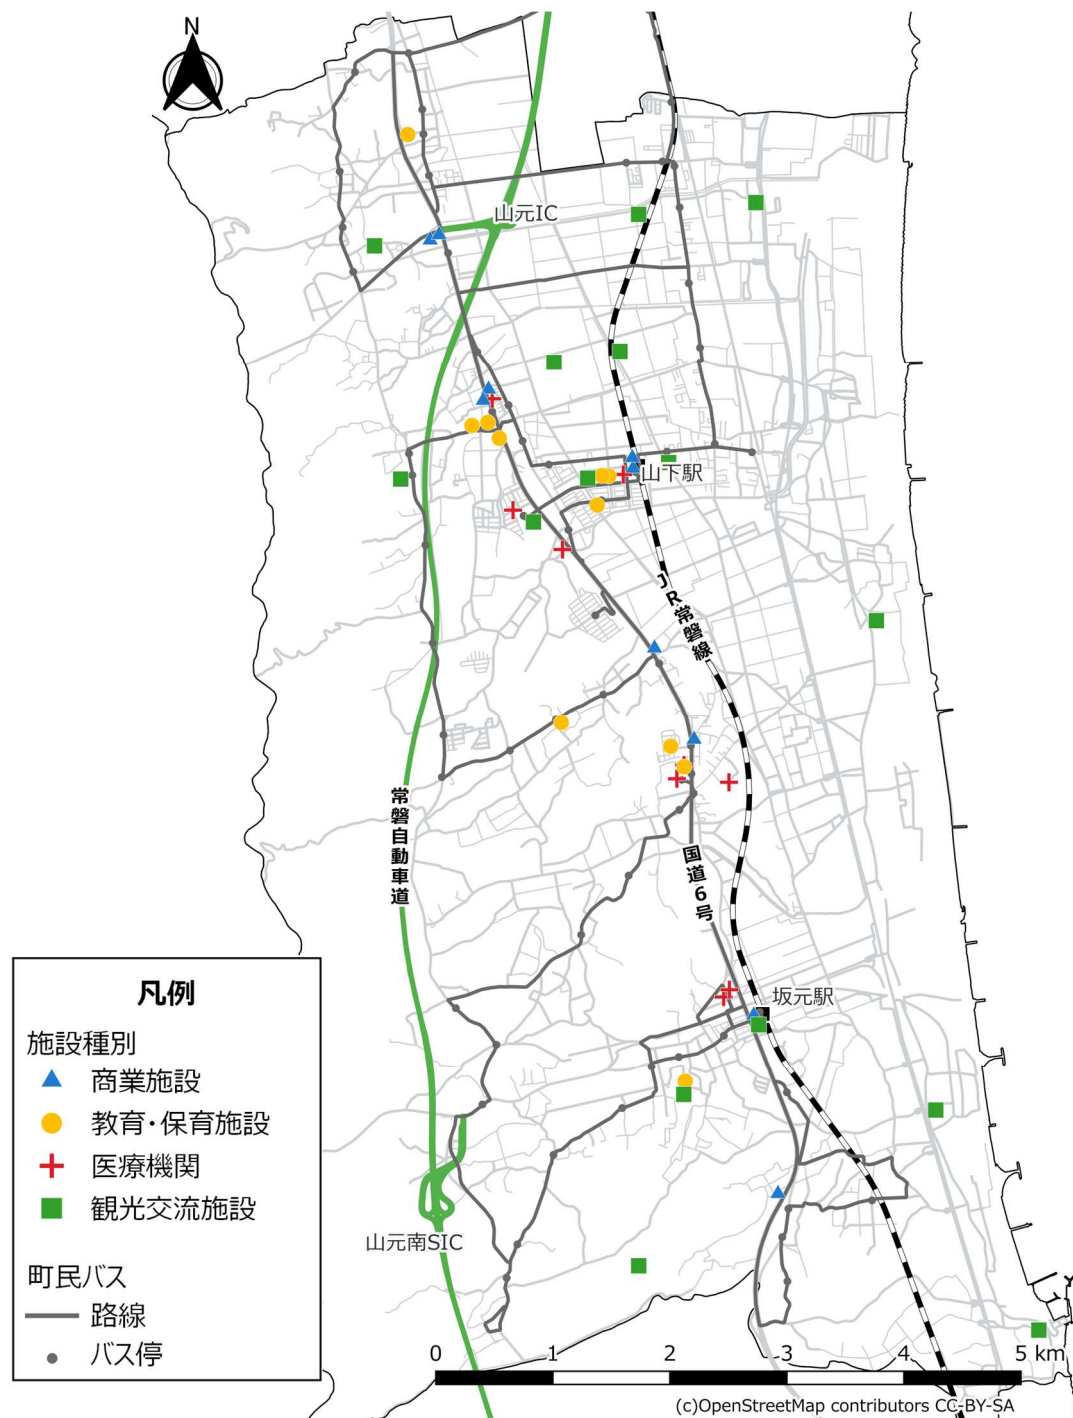 N
山元IC
山下駅
JR常磐線
常磐自動車道
国道6号
坂元駅
山元南SIC
凡例
施設種別
商業施設
教育・保育施設
医療機関
観光交流施設
町民バス
路線
バス停
0 1 2 3 4 5 km
(c)OpenStreetMap contributors CC-BY-SA